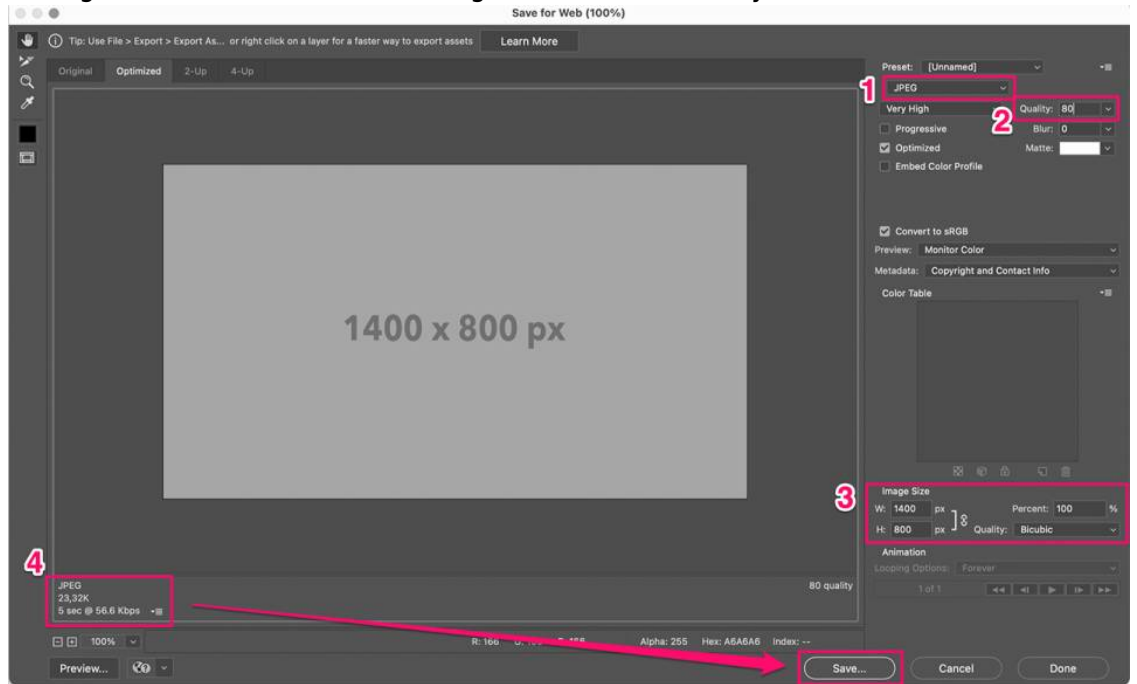 Save for Web (100%)
Tip: Use File > Export > Export As... or right click on a layer for a faster way to export assets
Learn More
Original Optimized 2-Up 4-Up
Preset: [Unnamed]
1 JPEG
Very High 2 Quality: 80
Progressive Blur: 0
Optimized Matte:
Embed Color Profile
Convert to sRGB
Preview: Monitor Color
Metadata: Copyright and Contact Info
Color Table
1400 x 800 px
3 Image Size
W: 1400 px Percent: 100 %
H: 800 px Quality: Bicubic
Animation
Looping Options: Forever
1 of 1
4
JPEG
23,32K
5 sec @ 56.6 Kbps
80 quality
100% R: 166 Alpha: 255 Hex: A6A6A6 Index: --
Preview... Save... Cancel Done